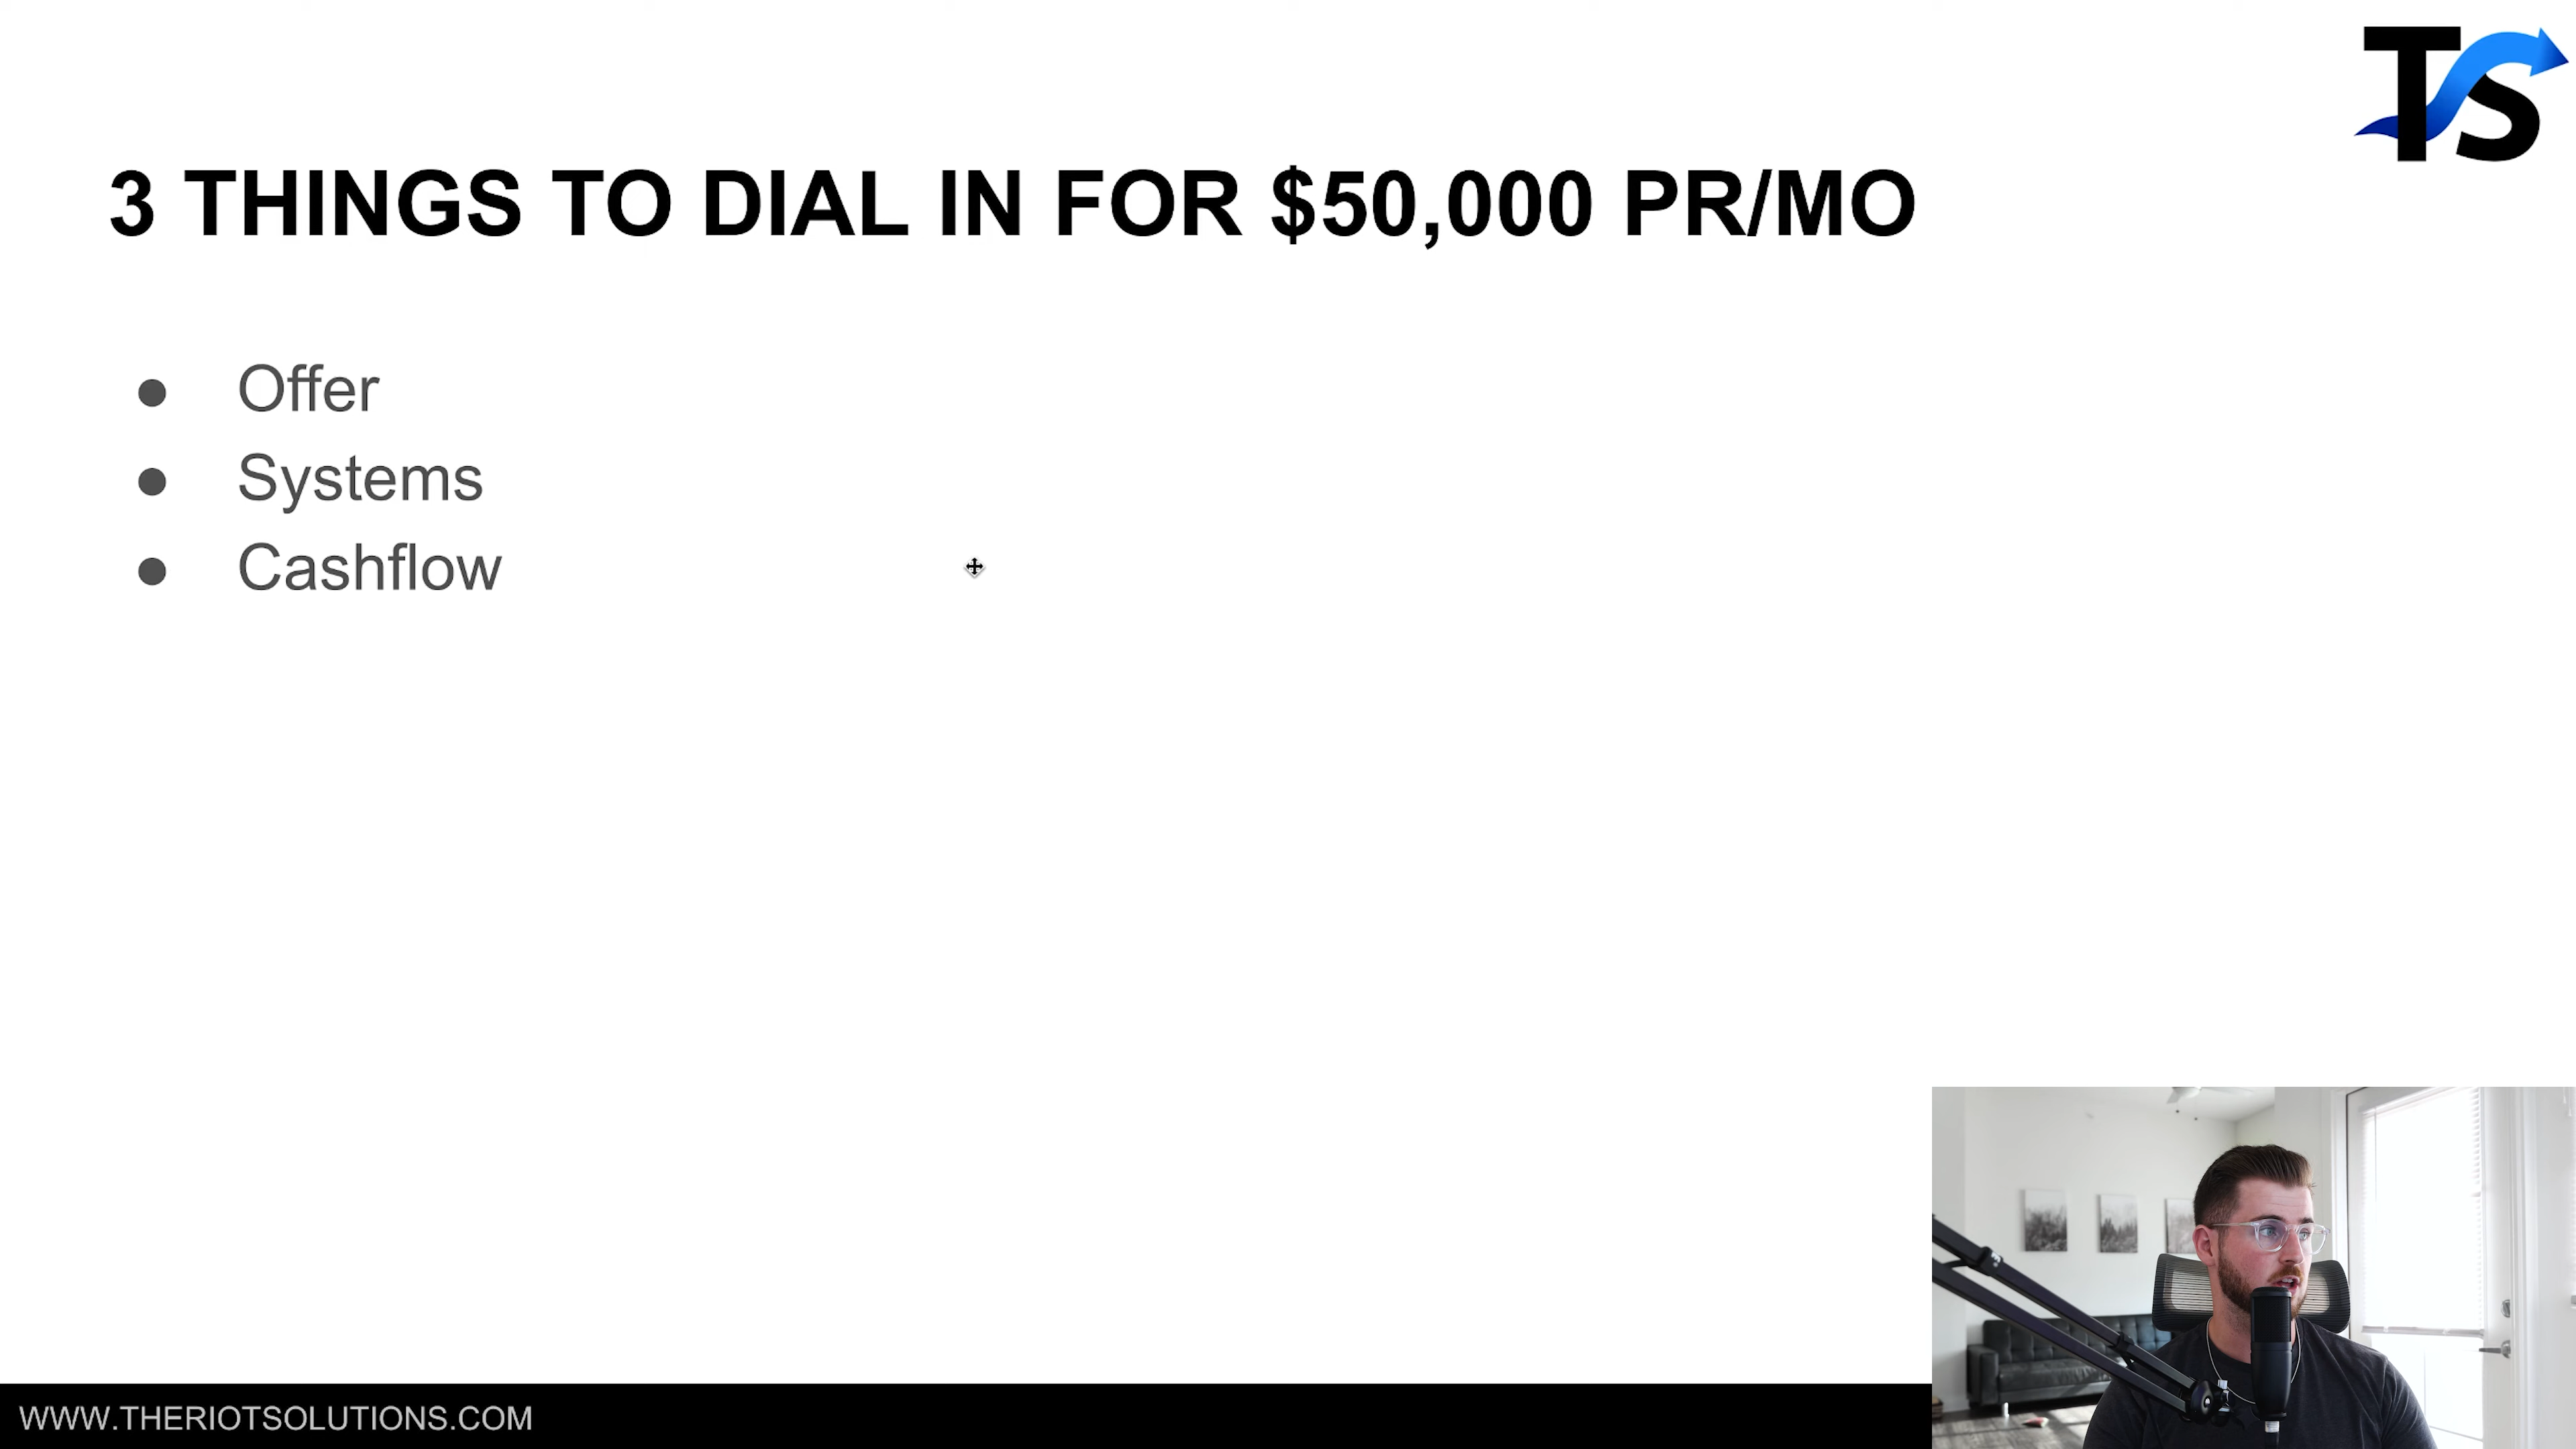 TS
3 THINGS TO DIAL IN FOR $50,000 PR/MO
● Offer
● Systems
● Cashflow
WWW.THERIOTSOLUTIONS.COM